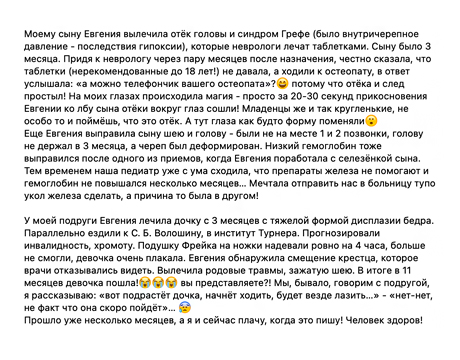 Моему сыну Евгения вылечила отёк головы и синдром Грефе (было внутричерепное
давление - последствия гипоксии), которые неврологи лечат таблетками. Сыну было 3
месяца. Придя к неврологу через пару месяцев после назначения, честно сказала, что
таблетки (нерекомендованные до 18 лет!) не давала, а ходили к остеопату, в ответ
услышала: «а можно телефончик вашего остеопата»?😝 потому что отёка и след
простыл! На моих глазах происходила магия - просто за 20-30 секунд прикосновения
Евгении ко лбу сына отёки вокруг глаз сошли! Младенцы же и так кругленькие, не
особо то и поймёшь, что это отёк. А тут глаза как будто форму поменяли😮
Еще Евгения выправила сыну шею и голову - были не на месте 1 и 2 позвонки, голову
не держал в 3 месяца, а череп был деформирован. Низкий гемоглобин тоже
выправился после одного из приемов, когда Евгения поработала с селезёнкой сына.
Тем временем наша педиатр уже с ума сходила, что препараты железа не помогают и
гемоглобин не повышался несколько месяцев… Мечтала отправить нас в больницу тупо
укол железа сделать, а причина то была в другом!
У моей подруги Евгения лечила дочку с 3 месяцев с тяжелой формой дисплазии бедра.
Параллельно ездили к С. Б. Волошину, в институт Турнера. Прогнозировали
инвалидность, хромоту. Подушку Фрейка на ножки надевали ровно на 4 часа, больше
не смогли, девочка очень плакала. Евгения обнаружила смещение крестца, которое
врачи отказывались видеть. Вылечила родовые травмы, зажатую шею. В итоге в 11
месяцев девочка пошла!😭😭😭 вы представляете?! Мы, бывало, говорим с подругой,
я рассказываю: «вот подрастёт дочка, начнёт ходить, будет везде лазить…» - «нет-нет,
не факт что она скоро пойдёт»… 😰
Прошло уже несколько месяцев, а я и сейчас плачу, когда это пишу! Человек здоров!